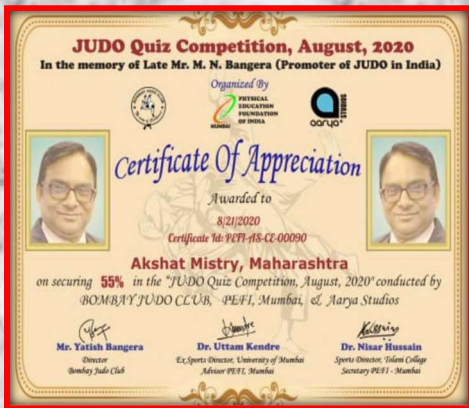 JUDO Quiz Competition, August, 2020
In the memory of Late Mr. M. N. Bangera (Promoter of JUDO in India)
Organized By
PHYSICAL
EDUCATION
FOUNDATION
OF INDIA
MUMBAI
aarya STUDIOS
Certificate Of Appreciation
Awarded to
8/21/2020
Certificate Id: PEFI-AS-CE-00090
Akshat Mistry, Maharashtra
on securing 55% in the "JUDO Quiz Competition, August, 2020" conducted by
BOMBAY JUDO CLUB, PEFI, Mumbai, & Aarya Studios
Mr. Yatish Bangera
Director
Bombay Judo Club
Dr. Uttam Kendre
Ex Sports Director, University of Mumbai
Advisor PEFI, Mumbai
Dr. Nisar Hussain
Sports Director, Tolani College
Secretary PEFI - Mumbai